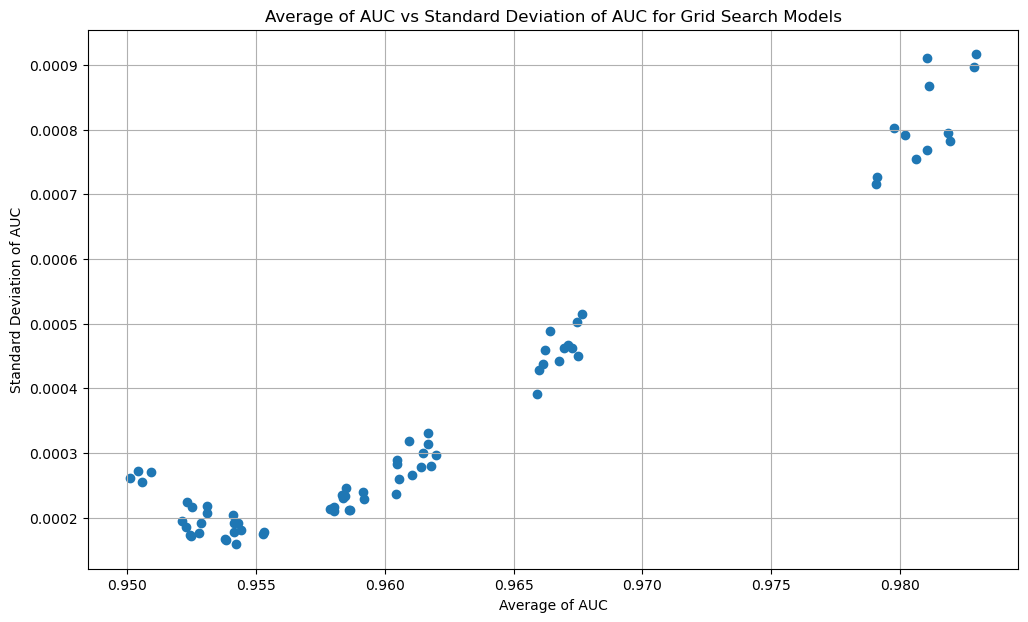 Average of AUC vs Standard Deviation of AUC for Grid Search Models
0.0009
0.0008
0.0007
0.0006
0.0005
0.0004
0.0003
0.0002
Standard Deviation of AUC
0.950 0.955 0.960 0.965 0.970 0.975 0.980
Average of AUC